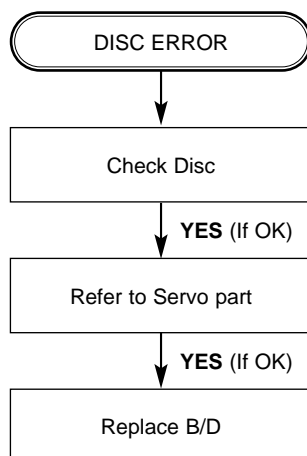 DISC ERROR
Check Disc
YES (If OK)
Refer to Servo part
YES (If OK)
Replace B/D